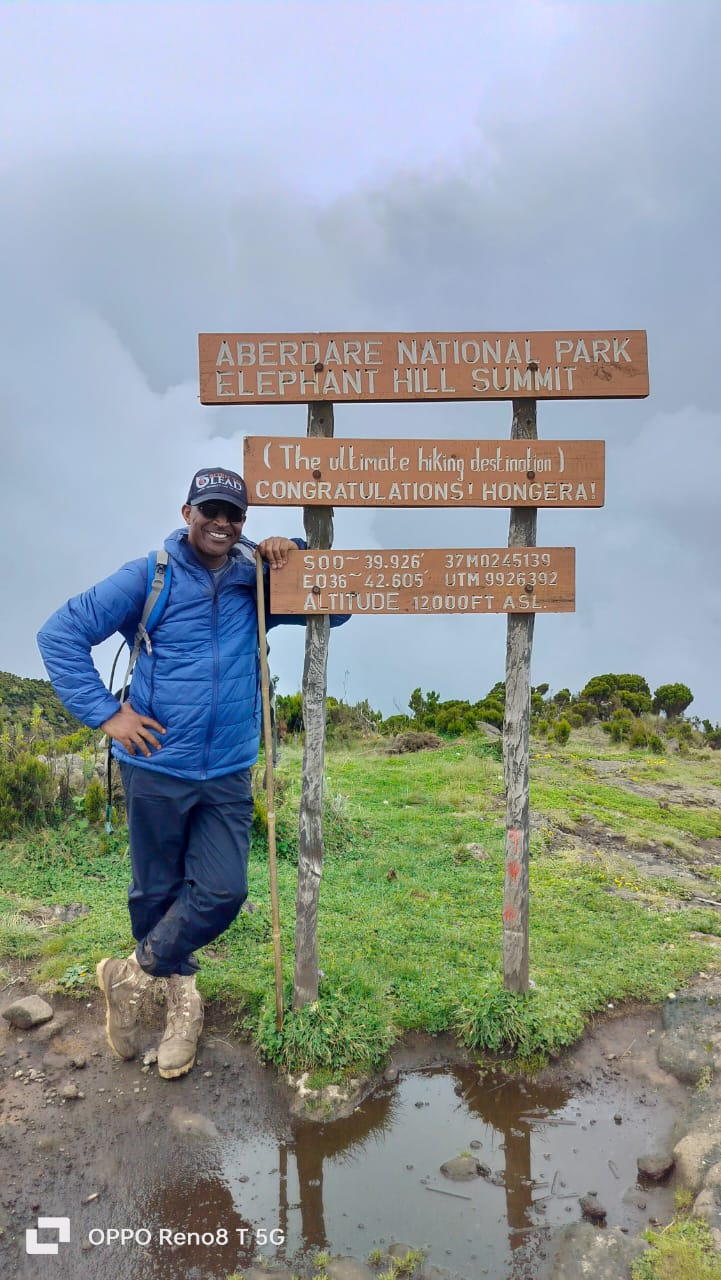 ABERDARE NATIONAL PARK
ELEPHANT HILL SUMMIT
(The ultimate hiking destination)
CONGRATULATIONS! HONGERA!
S00~ 39.926' 37M0245139
E036~ 42.605' UTM 9926392
ALTITUDE 12000FT ASL.
LEAD
OPPO Reno8 T 5G